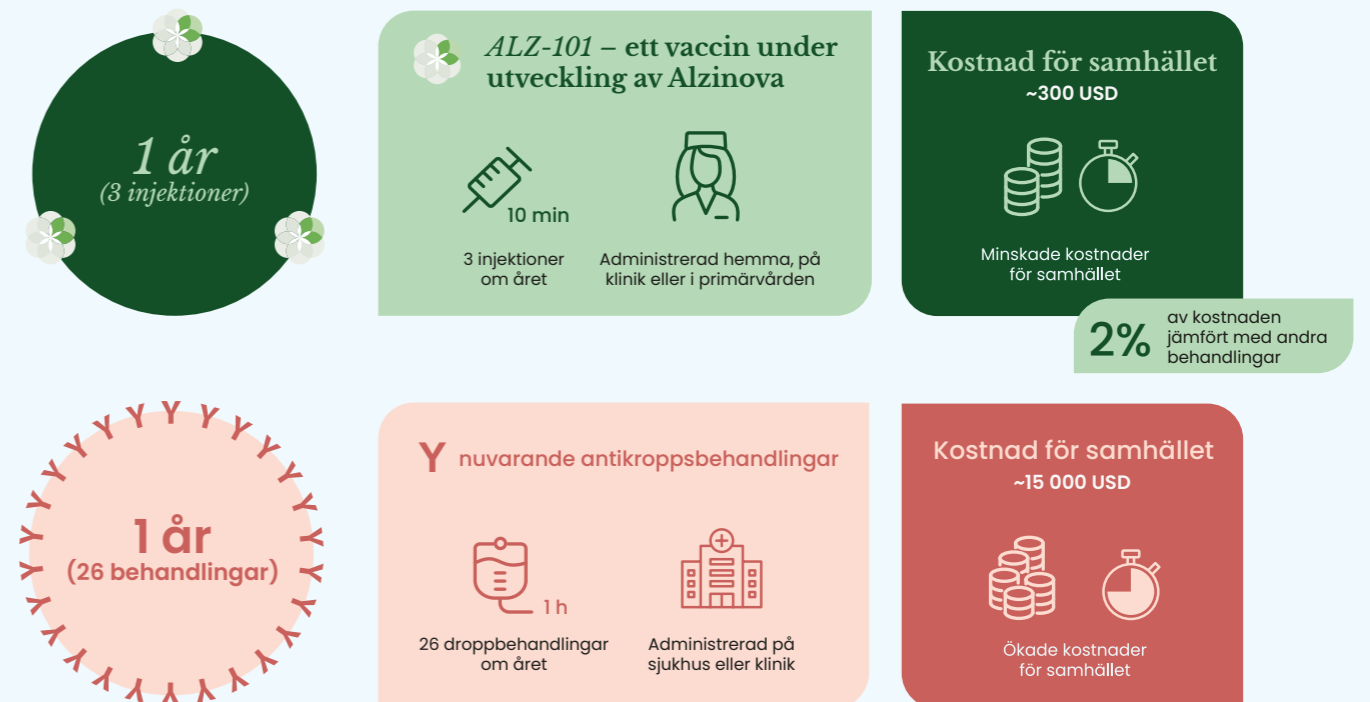 1 år
(3 injektioner)
ALZ-101 – ett vaccin under
utveckling av Alzinova
10 min
3 injektioner
om året
Administrerad hemma, på
klinik eller i primärvården
Kostnad för samhället
~300 USD
Minskade kostnader
för samhället
2%
av kostnaden
jämfört med andra
behandlingar
1 år
(26 behandlingar)
Y nuvarande antikroppsbehandlingar
1 h
26 droppbehandlingar
om året
Administrerad på
sjukhus eller klinik
Kostnad för samhället
~15 000 USD
Ökade kostnader
för samhället